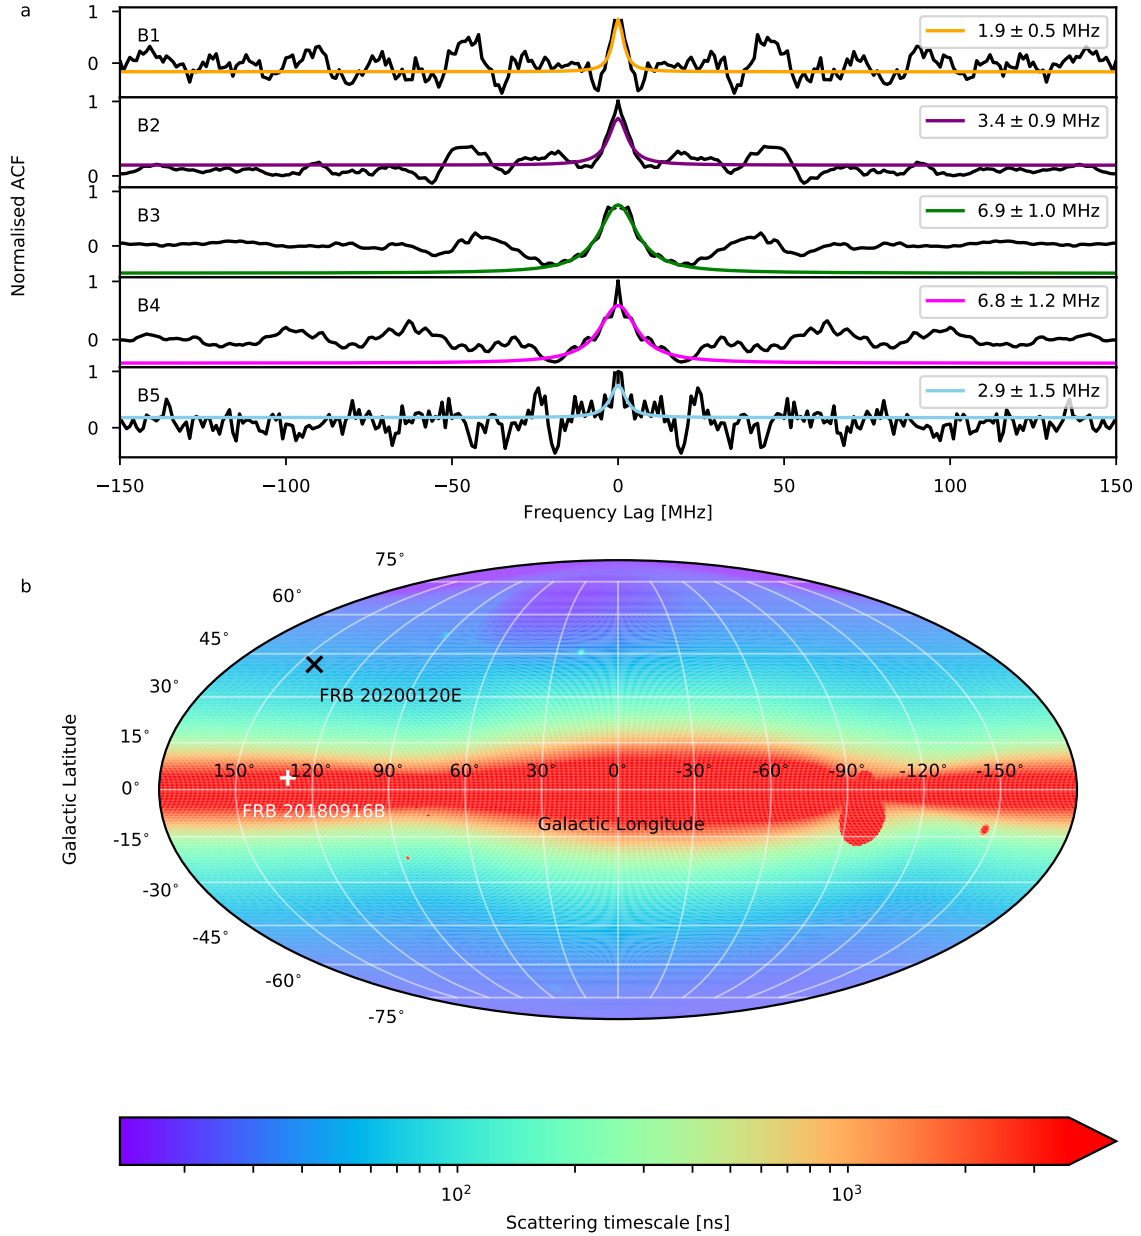 a
1
B1
0
1.9 ± 0.5 MHz
1
B2
0
3.4 ± 0.9 MHz
1
B3
0
6.9 ± 1.0 MHz
1
B4
0
6.8 ± 1.2 MHz
1
B5
0
2.9 ± 1.5 MHz
Normalised ACF
−150 −100 −50 0 50 100 150
Frequency Lag [MHz]
b
75°
60°
45°
30°
15°
0°
-15°
-30°
-45°
-60°
-75°
Galactic Latitude
FRB 20200120E
150° 120° 90° 60° 30° 0° -30° -60° -90° -120° -150°
FRB 20180916B
Galactic Longitude
10² 10³
Scattering timescale [ns]